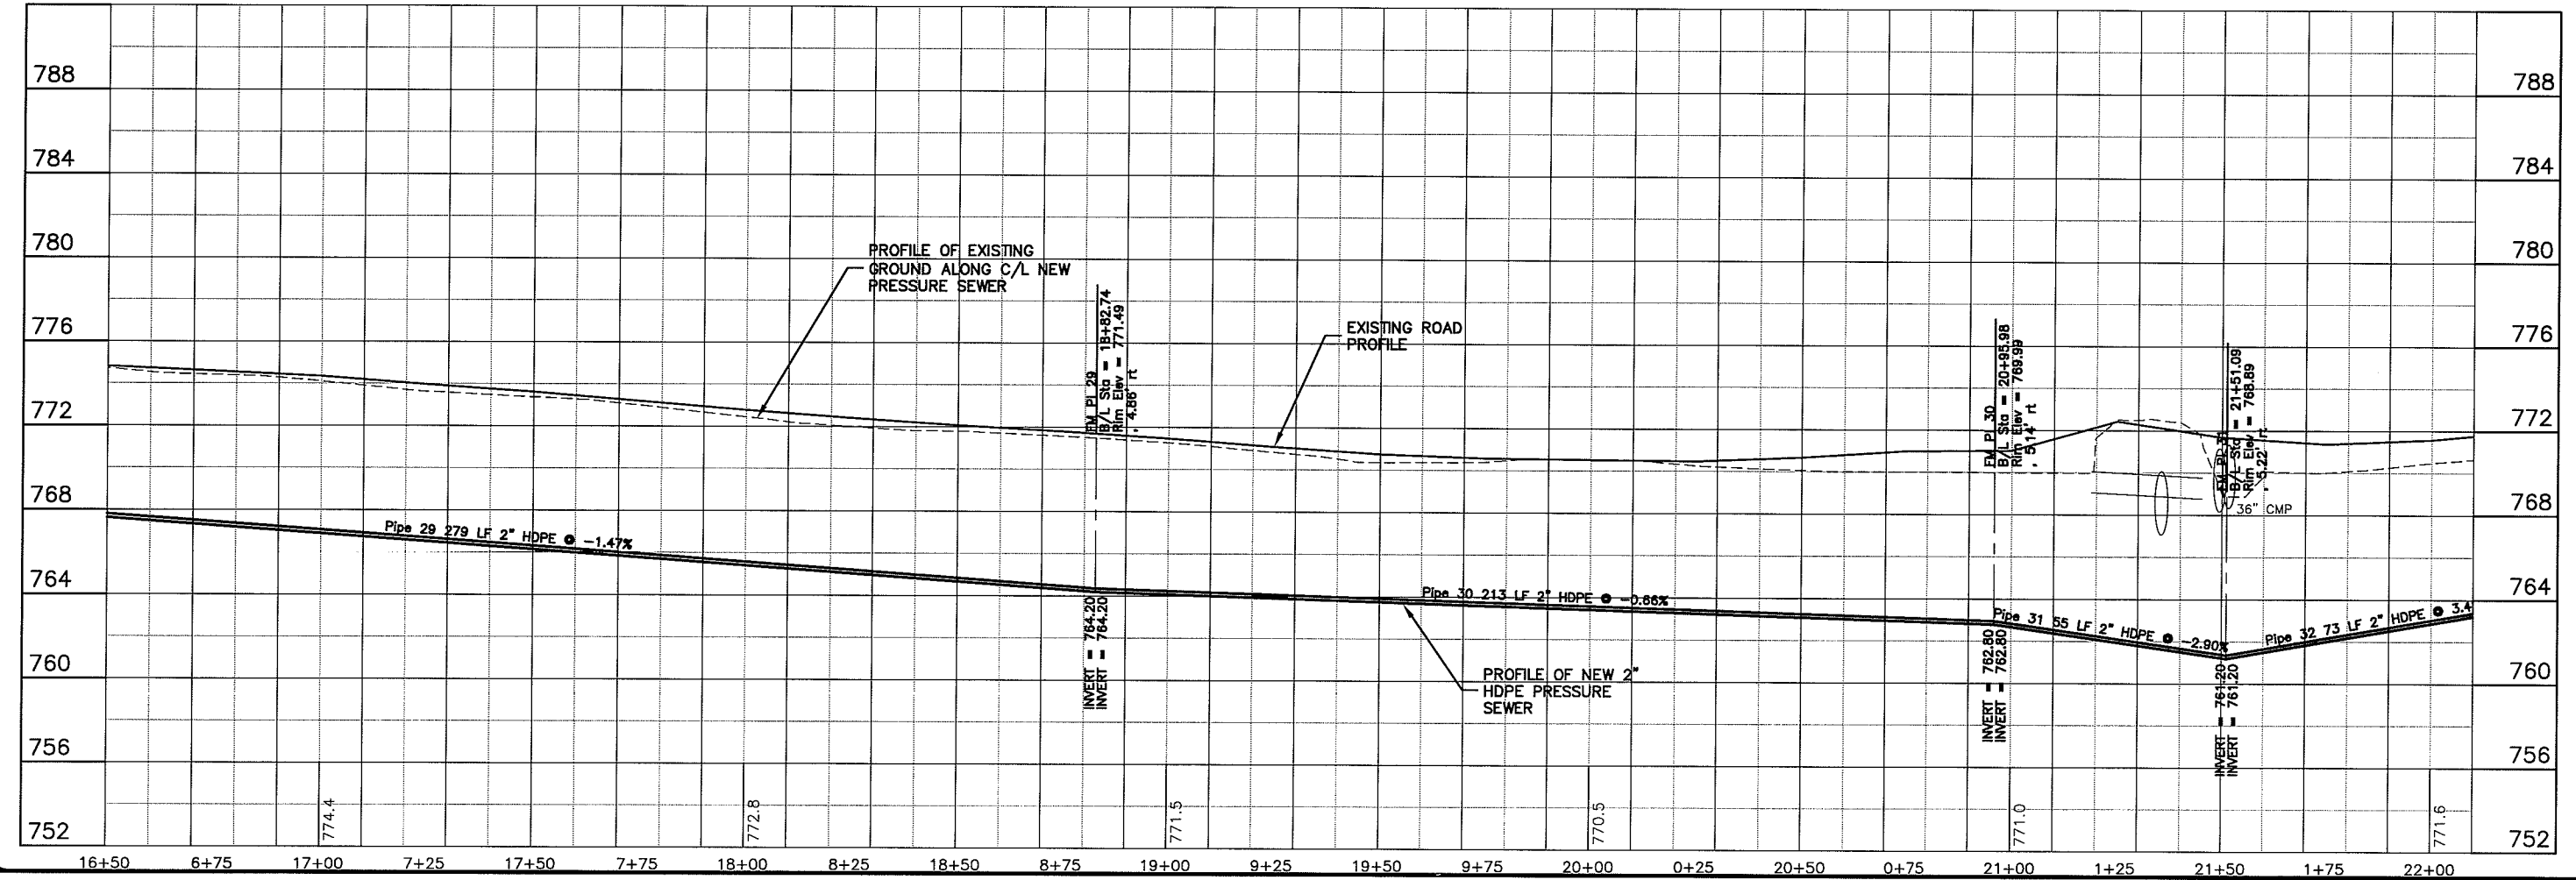 788
788
784
784
780
780
776
776
772
772
768
768
764
764
760
760
756
756
752
752
PROFILE OF EXISTING
GROUND ALONG C/L NEW
PRESSURE SEWER
EXISTING ROAD
PROFILE
FM PI 29
B/L Sta = 18+82.74
Rim Elev = 771.49
, 4.86' rt
FM PI 30
B/L Sta = 20+95.98
Rim Elev = 769.99
, 5.14' rt
FM PI 31
B/L Sta = 21+51.09
Rim Elev = 768.89
, 5.22' rt
36" CMP
Pipe 29 279 LF 2" HDPE @ -1.47%
Pipe 30 213 LF 2" HDPE @ -0.66%
Pipe 31 55 LF 2" HDPE @ -2.90%
Pipe 32 73 LF 2" HDPE @ 3.4
INVERT = 764.20
INVERT = 764.20
INVERT = 762.80
INVERT = 762.80
INVERT = 761.20
INVERT = 761.20
PROFILE OF NEW 2"
HDPE PRESSURE
SEWER
774.4
772.8
771.5
770.5
771.0
771.6
16+50 6+75 17+00 7+25 17+50 7+75 18+00 8+25 18+50 8+75 19+00 9+25 19+50 9+75 20+00 0+25 20+50 0+75 21+00 1+25 21+50 1+75 22+00